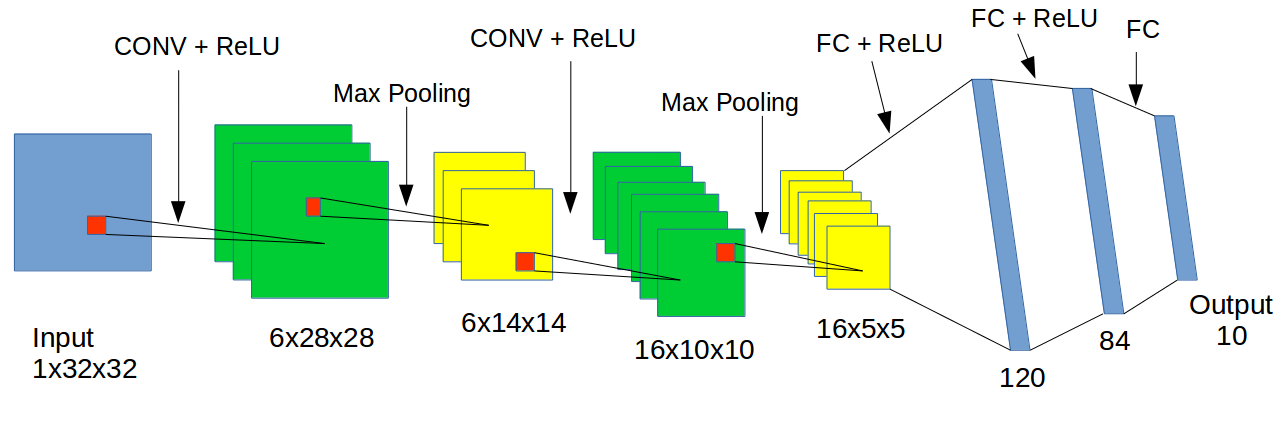 CONV + ReLU
Max Pooling
CONV + ReLU
Max Pooling
FC + ReLU
FC + ReLU
FC
Input
1x32x32
6x28x28
6x14x14
16x10x10
16x5x5
120
84
Output
10